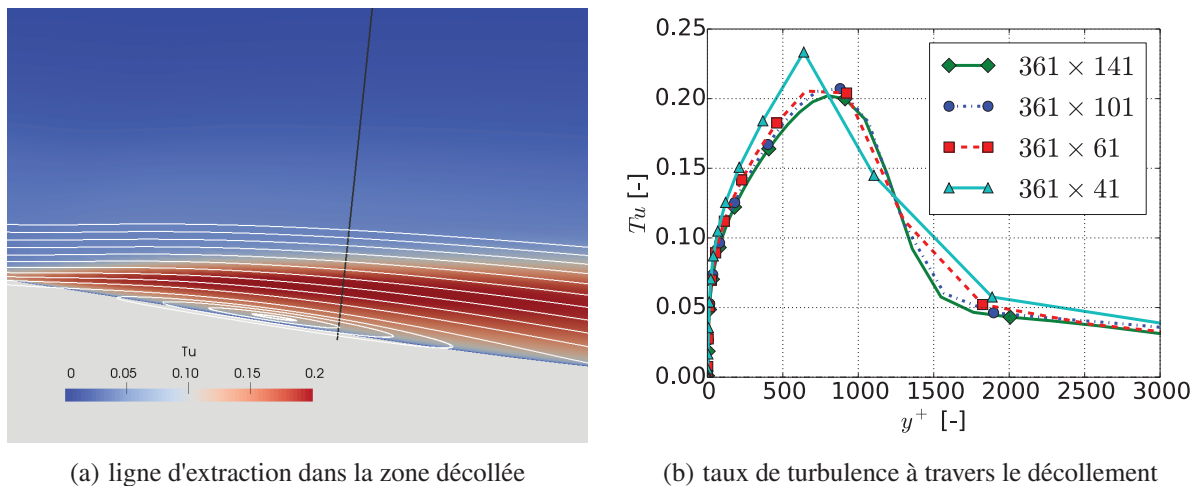 Tu
0 0.05 0.10 0.15 0.2
(a) ligne d'extraction dans la zone décollée
0.25
0.20
0.15
0.10
0.05
0.00
Tu [-]
361 × 141
361 × 101
361 × 61
361 × 41
0 500 1000 1500 2000 2500 3000
y⁺ [-]
(b) taux de turbulence à travers le décollement